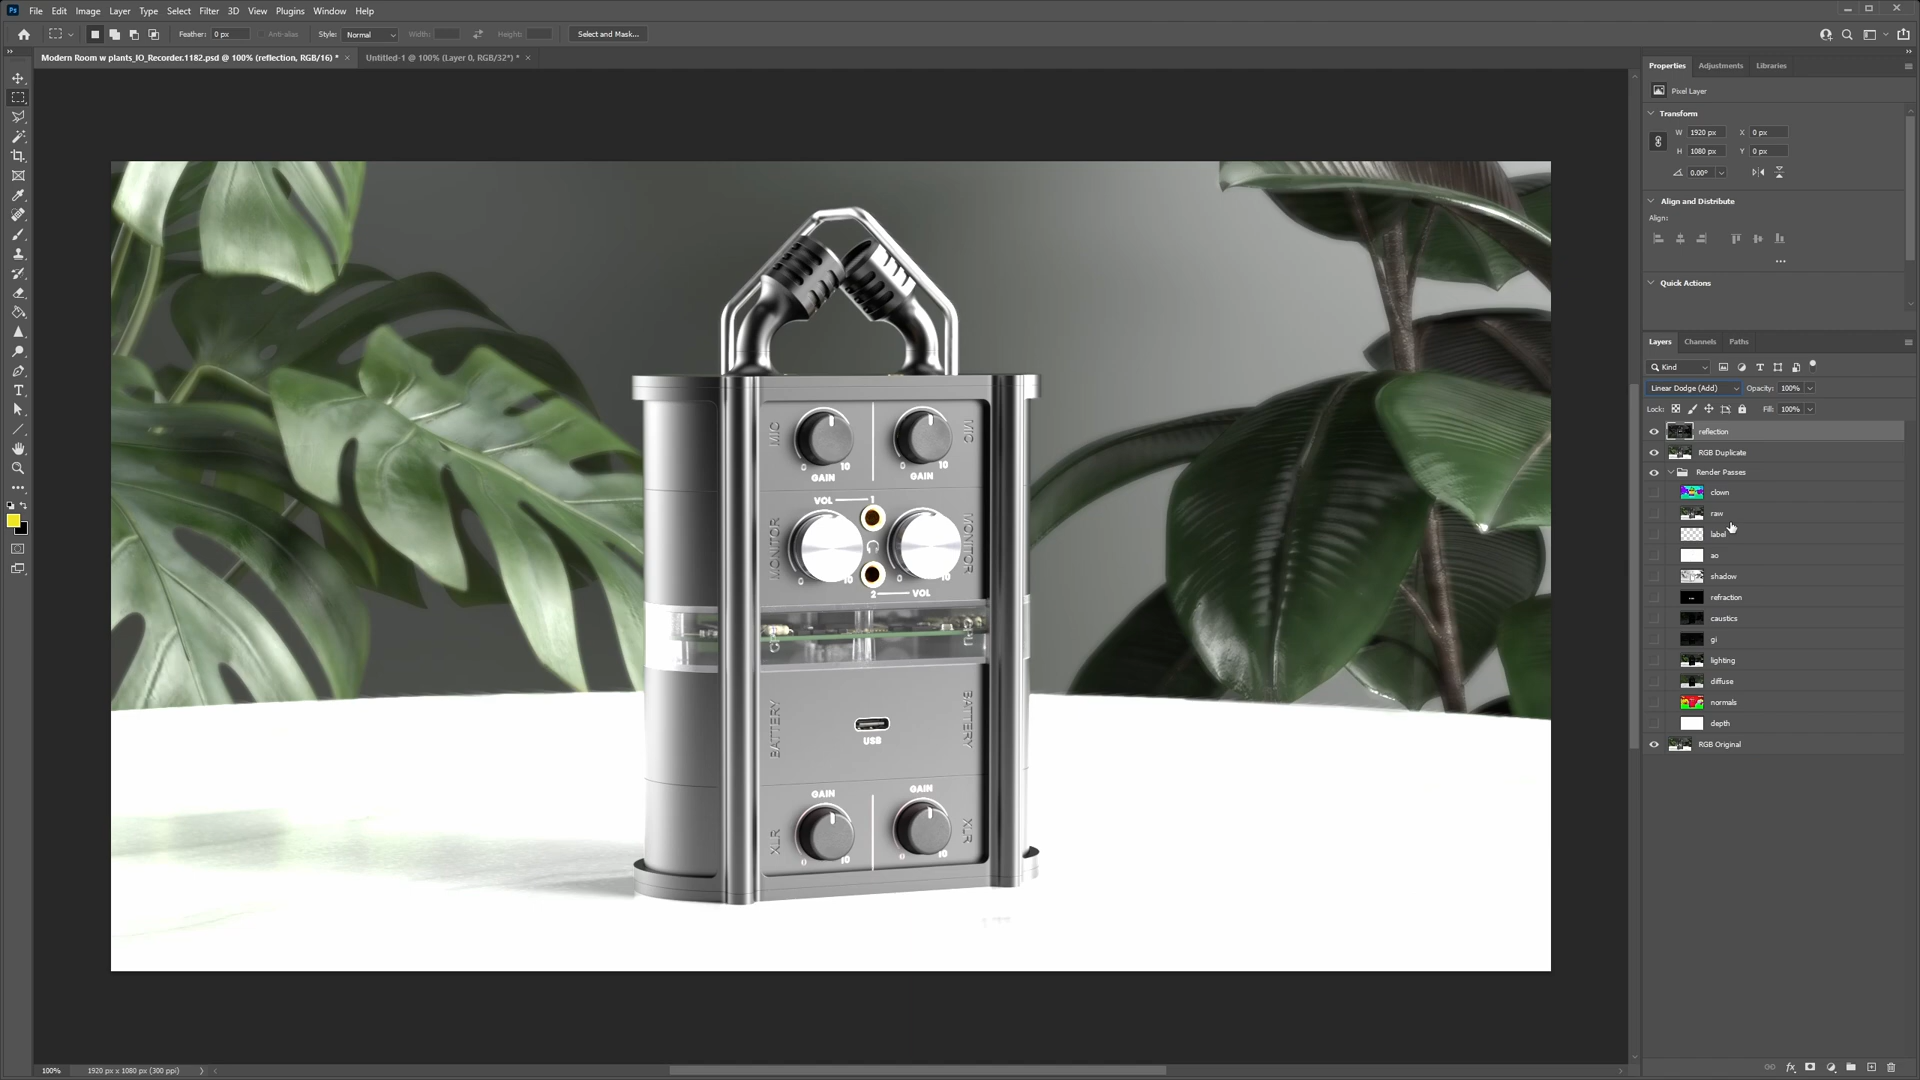 Ps File Edit Image Layer Type Select Filter 3D View Plugins Window Help
Feather: 0 px Anti-alias Style: Normal Width: Height: Select and Mask...
Modern Room w plants_IO_Recorder.1182.psd @ 100% (reflection, RGB/16) * × Untitled-1 @ 100% (Layer 0, RGB/32*) * ×
Properties Adjustments Libraries
Pixel Layer
Transform
W 1920 px X 0 px
H 1080 px Y 0 px
0.00°
Align and Distribute
Align:
Quick Actions
Layers Channels Paths
Kind
Linear Dodge (Add) Opacity: 100%
Lock: Fill: 100%
reflection
RGB Duplicate
Render Passes
clown
raw
label
ao
shadow
refraction
caustics
gi
lighting
diffuse
normals
depth
RGB Original
MIC
0 10
GAIN
0 10
GAIN
MIC
VOL 1
MONITOR
0 10
0 10
MONITOR
2 VOL
CPU
BATTERY
USB
BATTERY
GAIN GAIN
XLR
0 10
0 10
XLR
100% 1920 px x 1080 px (300 ppi)